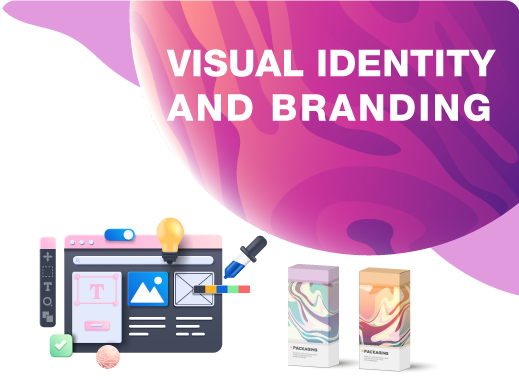 VISUAL IDENTITY
AND BRANDING
T
T
PACKAGING
PACKAGING